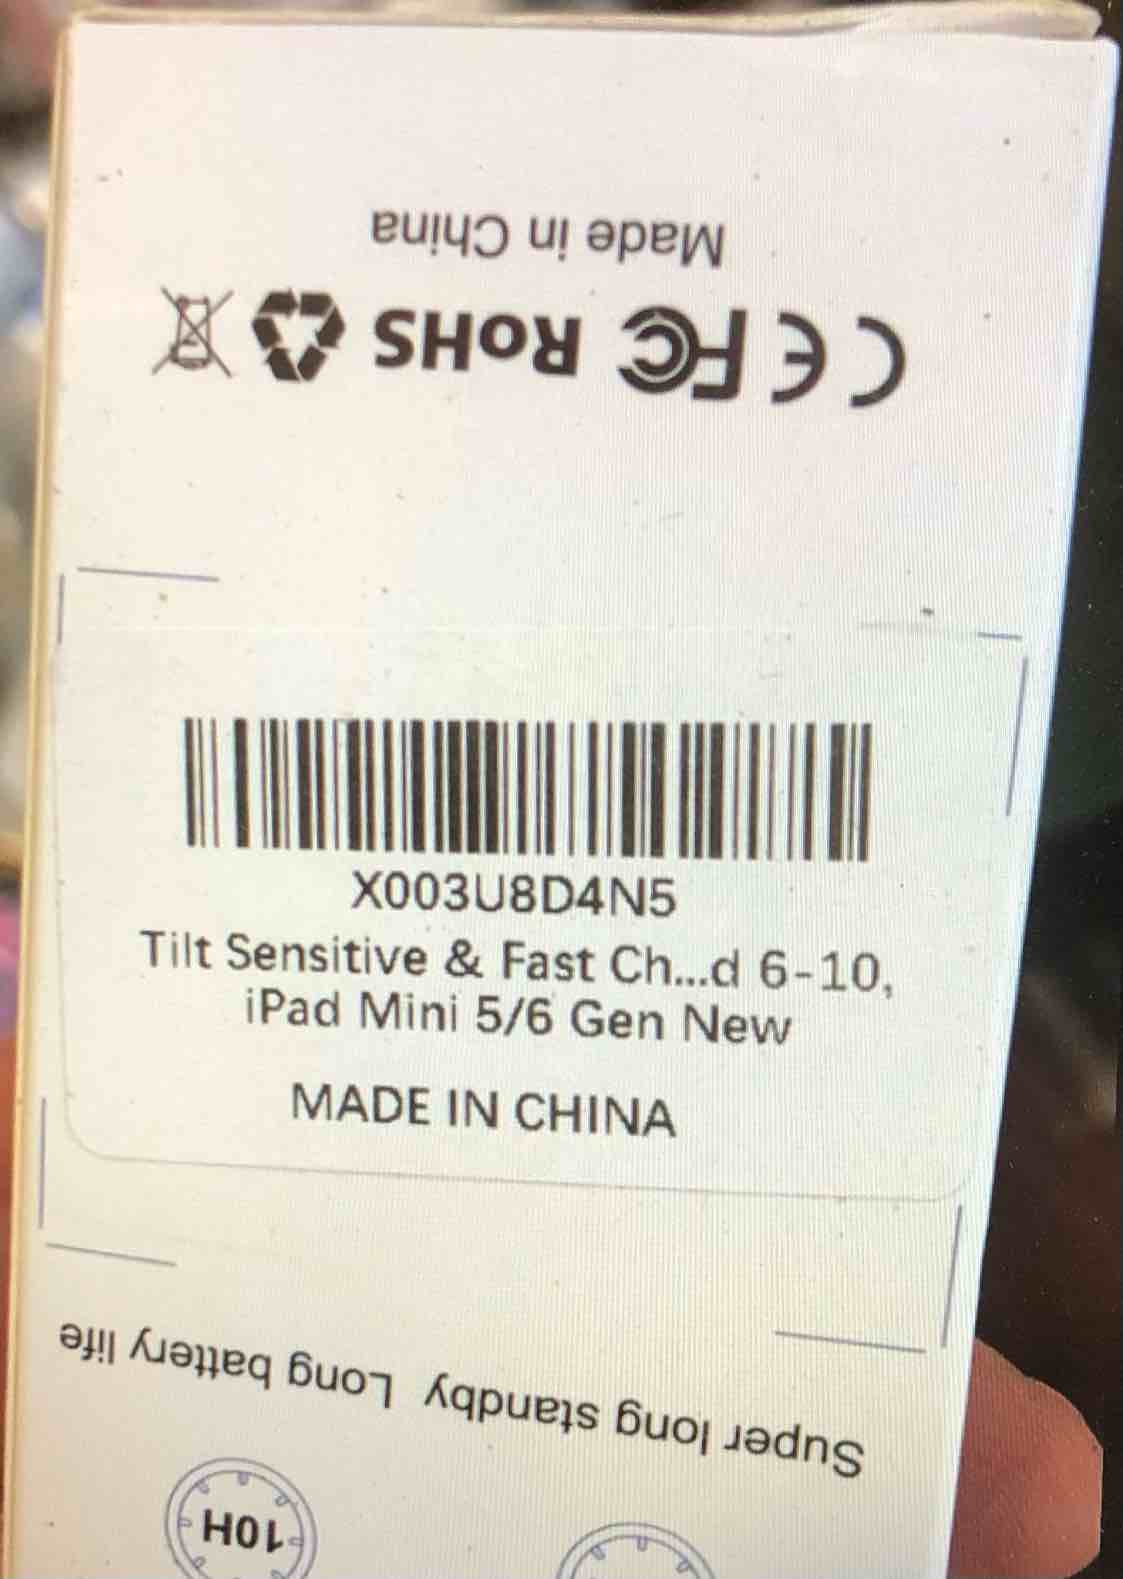 Made in China
CE FC RoHS
X003U8D4N5
Tilt Sensitive & Fast Ch...d 6-10,
iPad Mini 5/6 Gen New
MADE IN CHINA
Super long standby Long battery life
10H